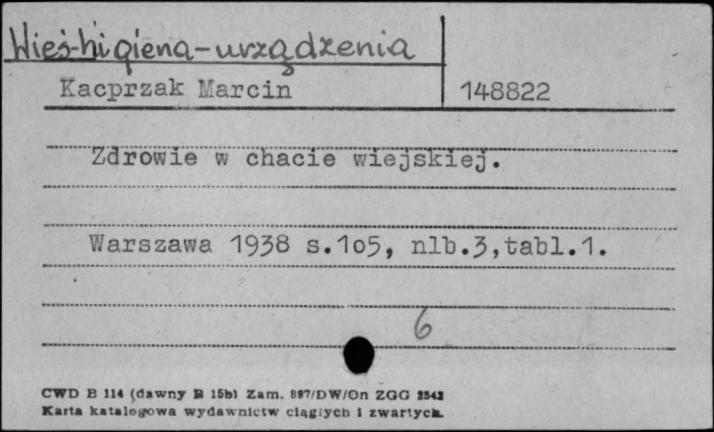 Wieś-higiena-urządzenia
Kacprzak Marcin 148822
Zdrowie w chacie wiejskiej.
Warszawa 1938 s.1o5, nlb.3,tabl.1.
6
CWD B 114 (dawny B 15b) Zam. 897/DW/On ZGG 2542
Karta katalogowa wydawnictw ciągłych i zwartych.